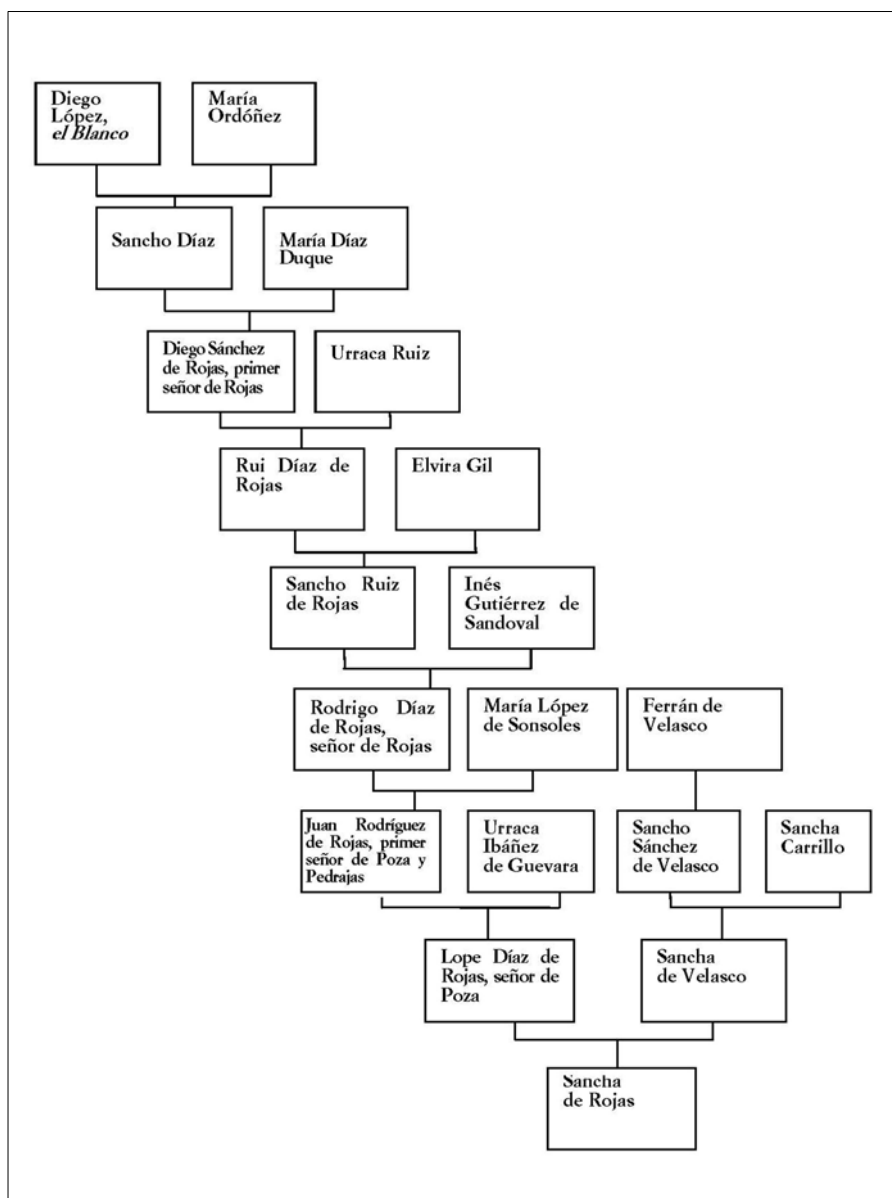 Diego
López,
el Blanco
María
Ordóñez
Sancho Díaz
María Díaz
Duque
Diego Sánchez
de Rojas, primer
señor de Rojas
Urraca Ruiz
Rui Díaz de
Rojas
Elvira Gil
Sancho Ruiz
de Rojas
Inés
Gutiérrez de
Sandoval
Rodrigo Díaz
de Rojas,
señor de Rojas
María López
de Sonsoles
Ferrán de
Velasco
Juan Rodríguez
de Rojas, primer
señor de Poza y
Pedrajas
Urraca
Ibáñez
de Guevara
Sancho
Sánchez
de Velasco
Sancha
Carrillo
Lope Díaz de
Rojas, señor de
Poza
Sancha
de Velasco
Sancha
de Rojas